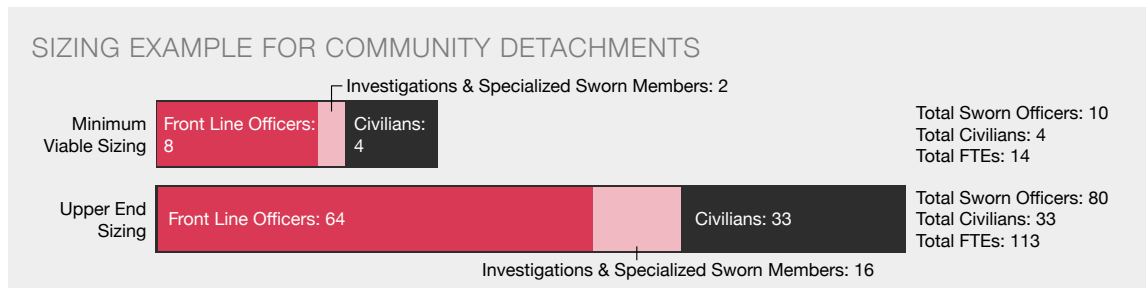 SIZING EXAMPLE FOR COMMUNITY DETACHMENTS
Investigations & Specialized Sworn Members: 2
Minimum
Viable Sizing
Front Line Officers:
8
Civilians:
4
Total Sworn Officers: 10
Total Civilians: 4
Total FTEs: 14
Upper End
Sizing
Front Line Officers: 64
Civilians: 33
Total Sworn Officers: 80
Total Civilians: 33
Total FTEs: 113
Investigations & Specialized Sworn Members: 16